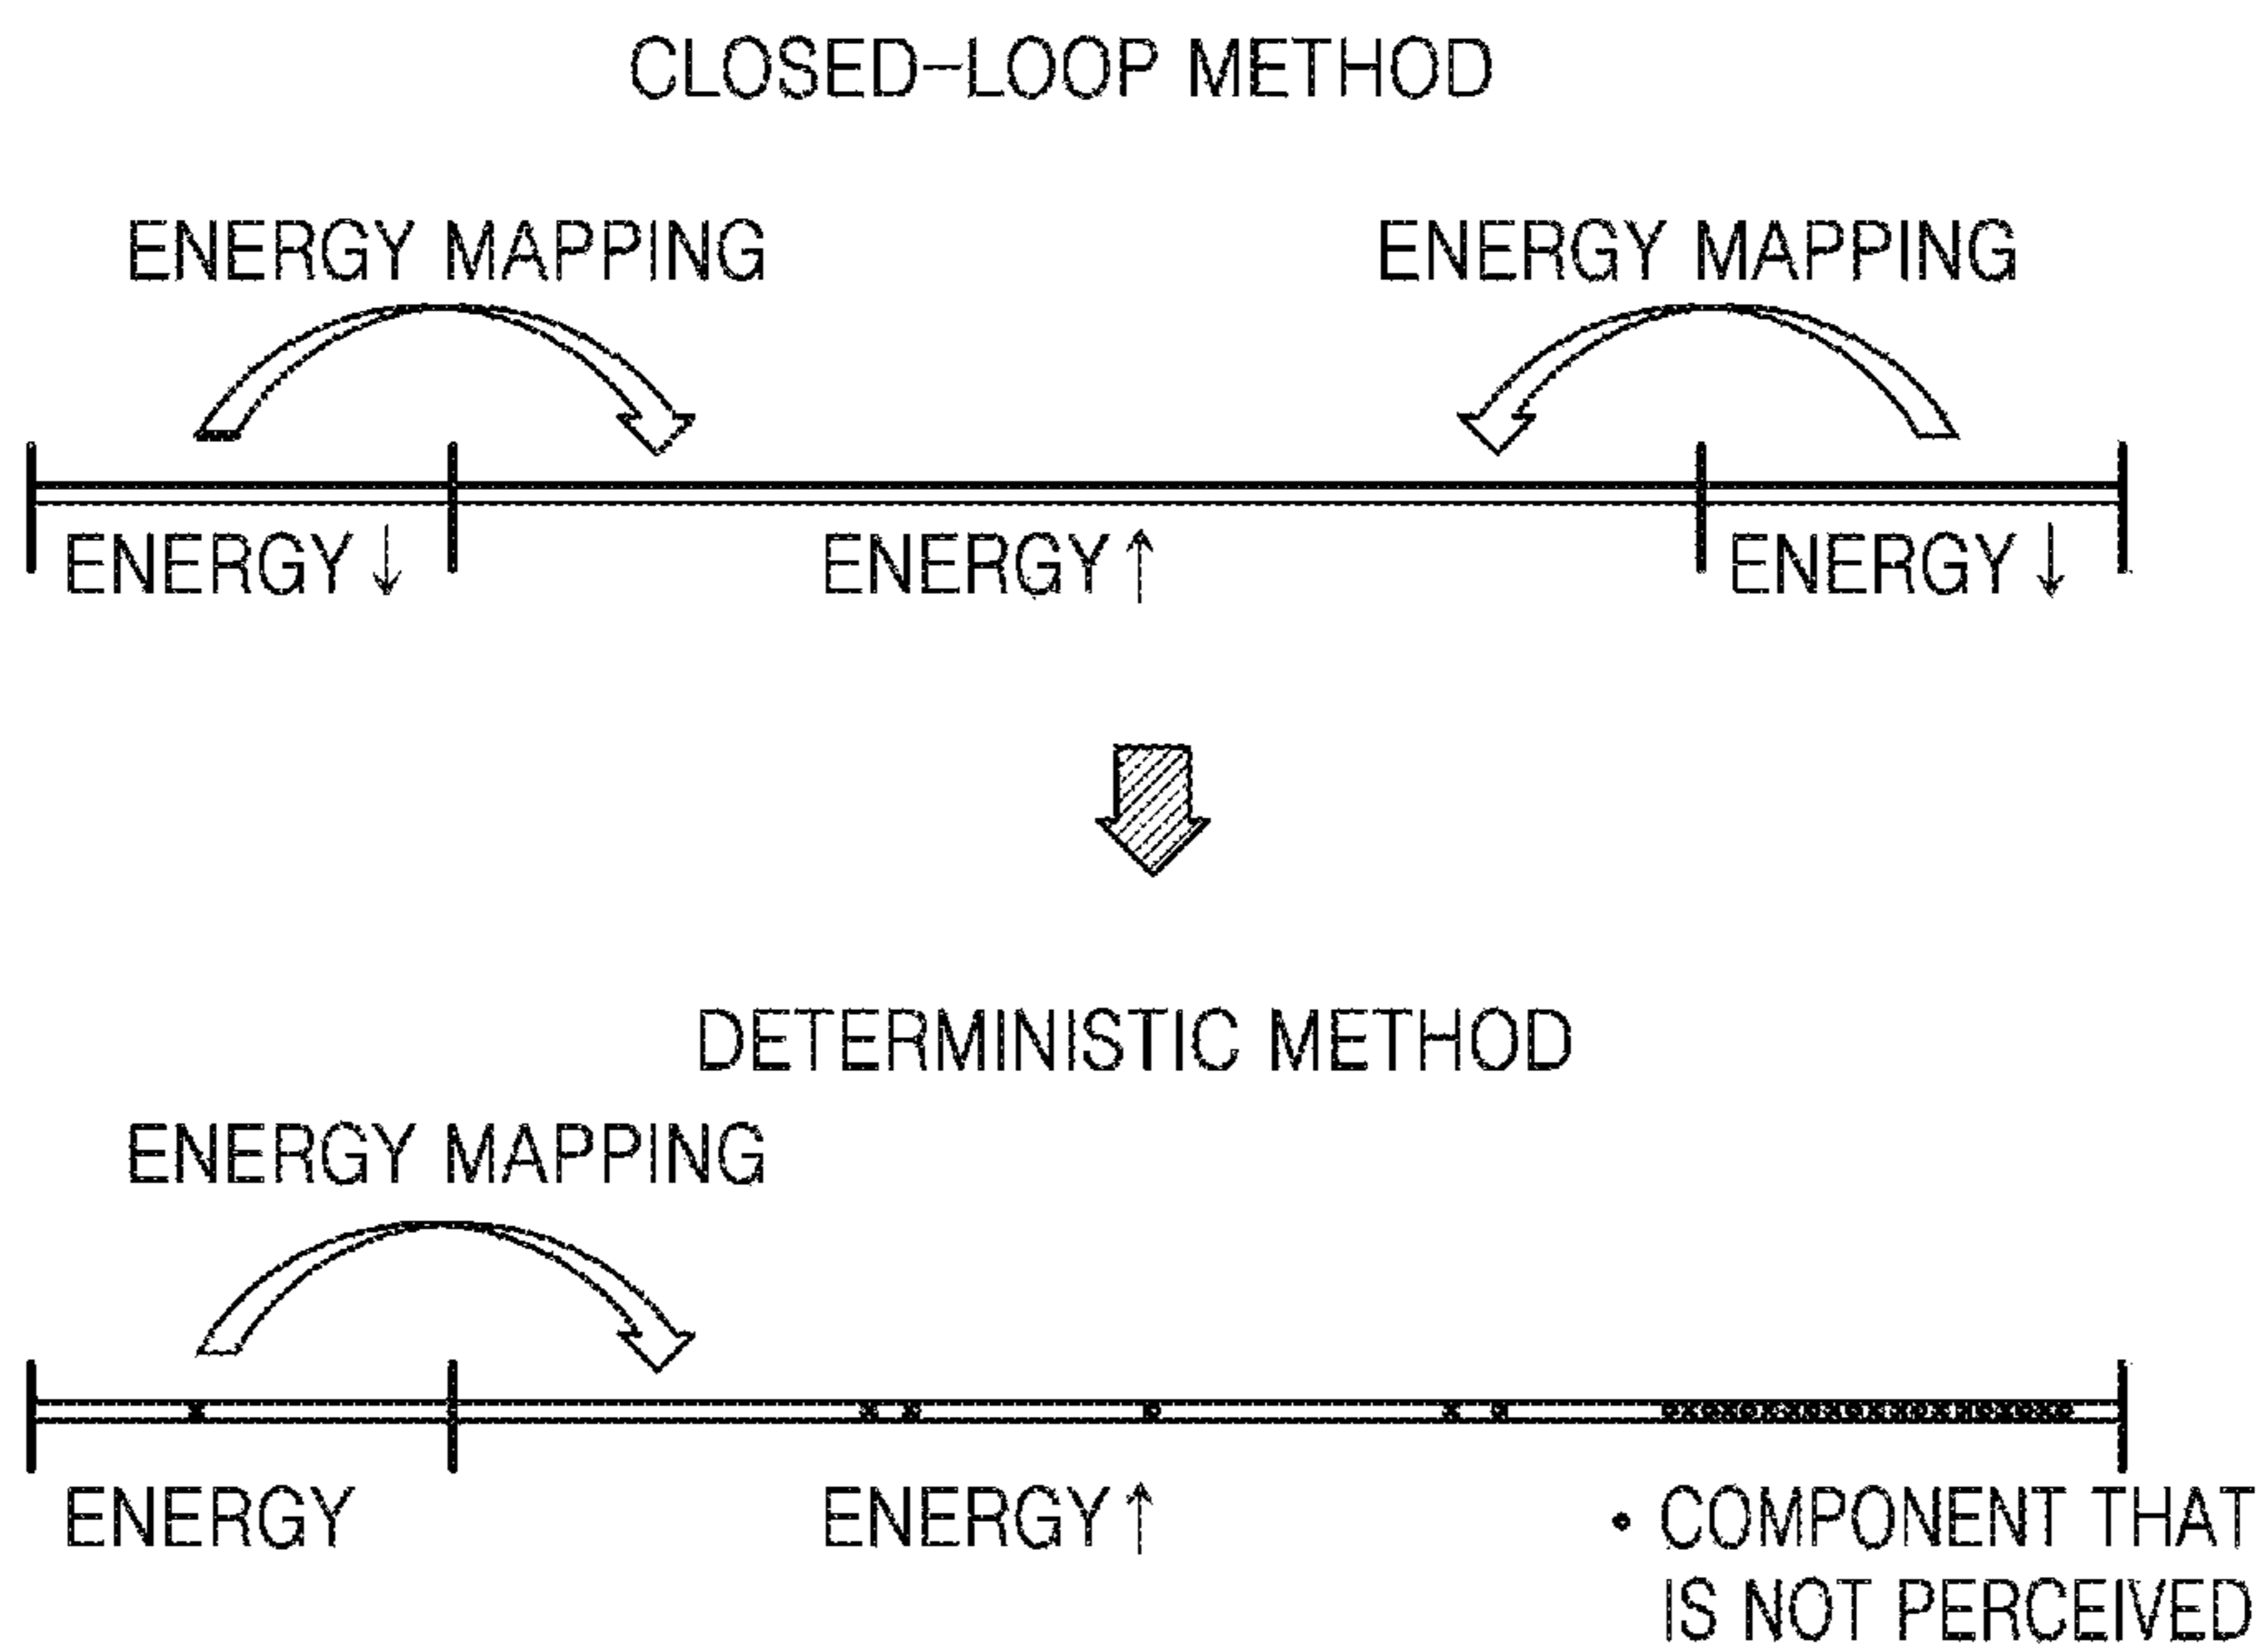 CLOSED-LOOP METHOD
ENERGY MAPPING ENERGY MAPPING
ENERGY↓ ENERGY↑ ENERGY↓
DETERMINISTIC METHOD
ENERGY MAPPING
ENERGY ENERGY↑ • COMPONENT THAT
IS NOT PERCEIVED